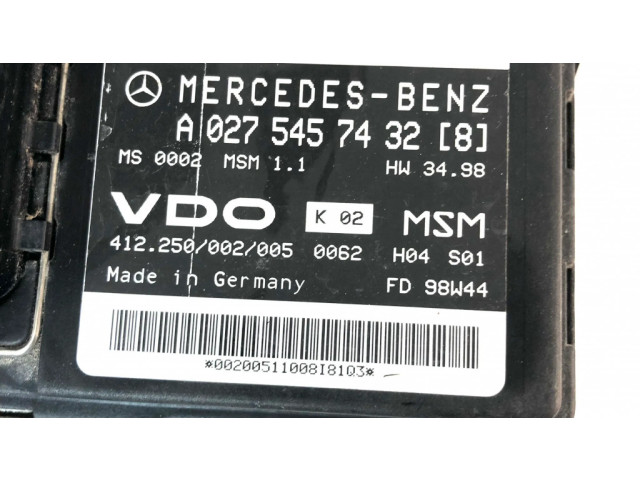 MERCEDES-BENZ
A 027 545 74 32 [8]
MS 0002 MSM 1.1 HW 34.98
VDO K 02 MSM
412.250/002/005 0062 H04 S01
Made in Germany FD 98W44
*00200511008I81Q3*